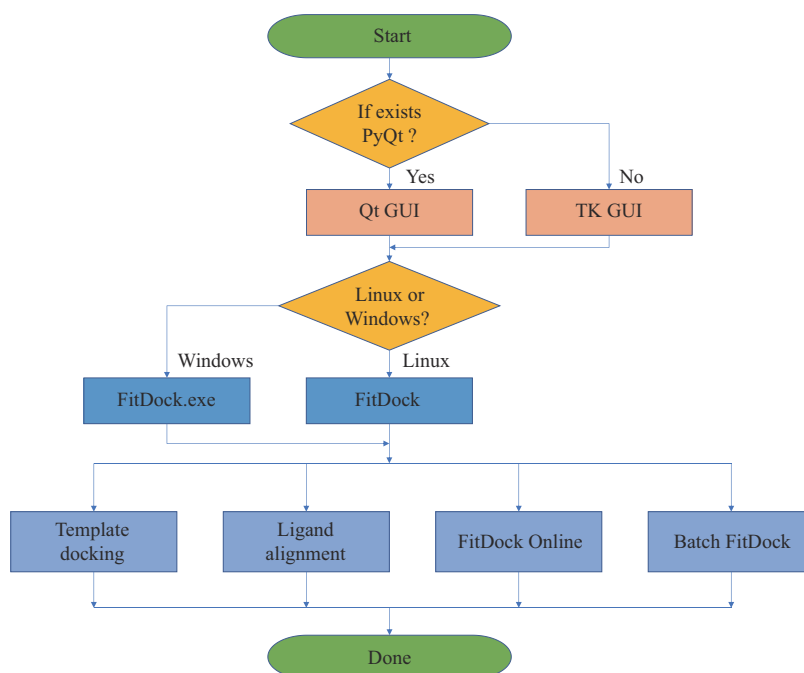 Start
If exists
PyQt ?
Yes
No
Qt GUI
TK GUI
Linux or
Windows?
Windows
Linux
FitDock.exe
FitDock
Template
docking
Ligand
alignment
FitDock Online
Batch FitDock
Done